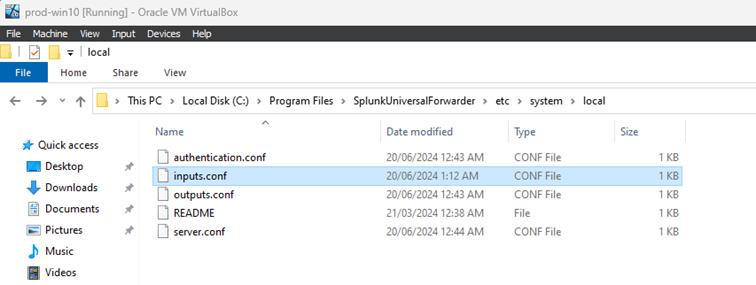 prod-win10 [Running] - Oracle VM VirtualBox
File Machine View Input Devices Help
local
File Home Share View
This PC > Local Disk (C:) > Program Files > SplunkUniversalForwarder > etc > system > local
Name Date modified Type Size
Quick access
Desktop
Downloads
Documents
Pictures
Music
Videos
authentication.conf 20/06/2024 12:43 AM CONF File 1 KB
inputs.conf 20/06/2024 1:12 AM CONF File 1 KB
outputs.conf 20/06/2024 12:43 AM CONF File 1 KB
README 21/03/2024 12:38 AM File 1 KB
server.conf 20/06/2024 12:44 AM CONF File 1 KB